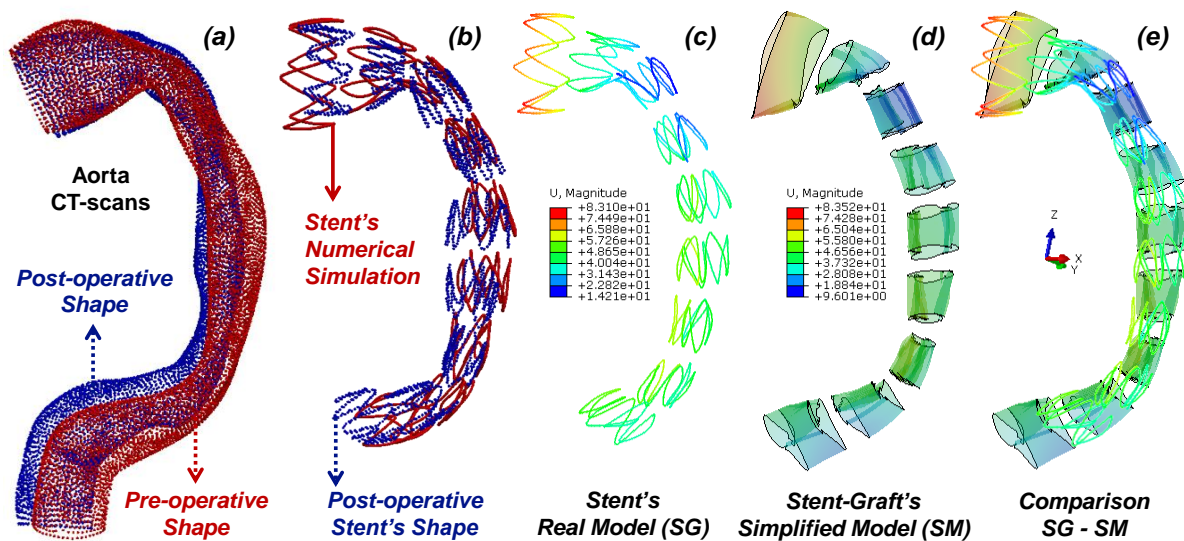 (a)
Aorta
CT-scans
Post-operative
Shape
Pre-operative
Shape
(b)
Stent's
Numerical
Simulation
Post-operative
Stent's Shape
(c)
U, Magnitude
+8.310e+01
+7.449e+01
+6.588e+01
+5.726e+01
+4.865e+01
+4.004e+01
+3.143e+01
+2.282e+01
+1.421e+01
Stent's
Real Model (SG)
(d)
U, Magnitude
+8.352e+01
+7.428e+01
+6.504e+01
+5.580e+01
+4.656e+01
+3.732e+01
+2.808e+01
+1.884e+01
+9.601e+00
Stent-Graft's
Simplified Model (SM)
(e)
Z
X
Y
Comparison
SG - SM